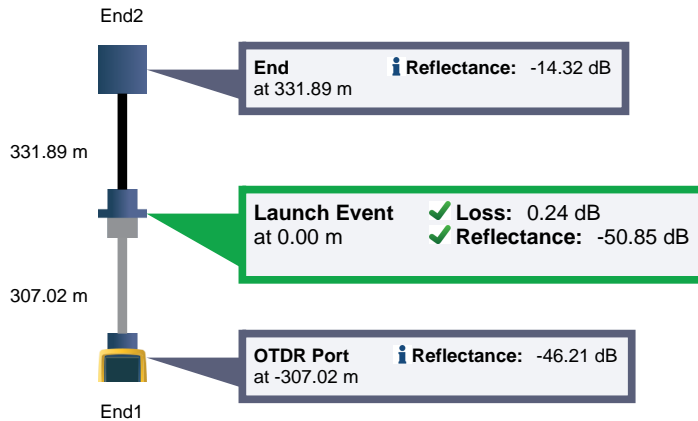 End2
End i Reflectance: -14.32 dB
at 331.89 m
331.89 m
Launch Event Loss: 0.24 dB
at 0.00 m Reflectance: -50.85 dB
307.02 m
OTDR Port i Reflectance: -46.21 dB
at -307.02 m
End1